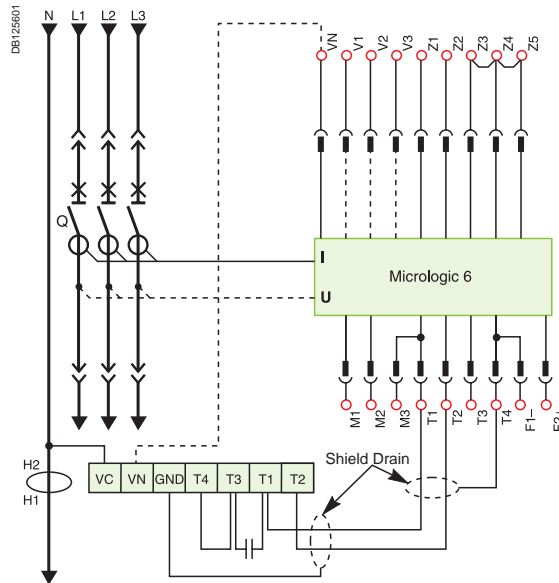 DB125601
N L1 L2 L3
VN V1 V2 V3 Z1 Z2 Z3 Z4 Z5
Q
I
Micrologic 6
U
M1 M2 M3 T1 T2 T3 T4 F1– F2+
H2
H1
VC VN GND T4 T3 T1 T2
Shield Drain